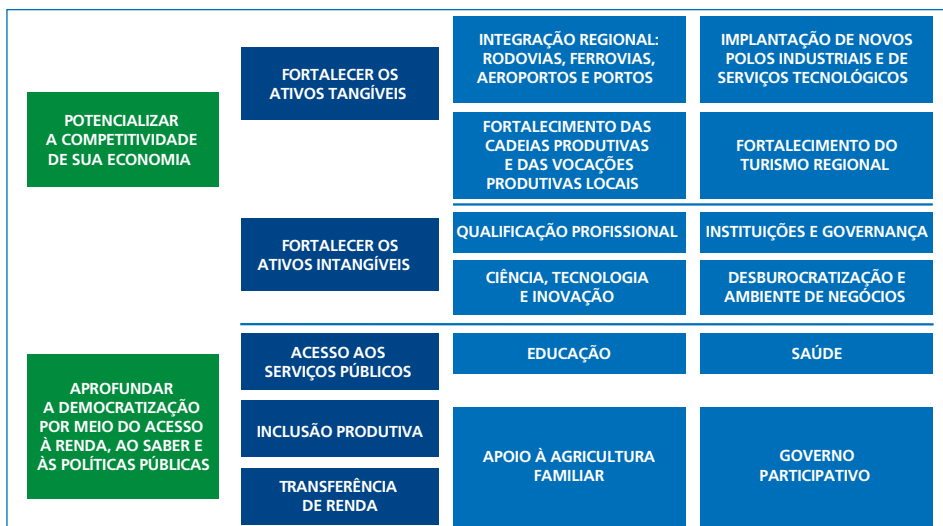 POTENCIALIZAR
A COMPETITIVIDADE
DE SUA ECONOMIA
FORTALECER OS
ATIVOS TANGÍVEIS
INTEGRAÇÃO REGIONAL:
RODOVIAS, FERROVIAS,
AEROPORTOS E PORTOS
IMPLANTAÇÃO DE NOVOS
POLOS INDUSTRIAIS E DE
SERVIÇOS TECNOLÓGICOS
FORTALECIMENTO DAS
CADEIAS PRODUTIVAS
E DAS VOCAÇÕES
PRODUTIVAS LOCAIS
FORTALECIMENTO DO
TURISMO REGIONAL
FORTALECER OS
ATIVOS INTANGÍVEIS
QUALIFICAÇÃO PROFISSIONAL
INSTITUIÇÕES E GOVERNANÇA
CIÊNCIA, TECNOLOGIA
E INOVAÇÃO
DESBUROCRATIZAÇÃO E
AMBIENTE DE NEGÓCIOS
APROFUNDAR
A DEMOCRATIZAÇÃO
POR MEIO DO ACESSO
À RENDA, AO SABER E
ÀS POLÍTICAS PÚBLICAS
ACESSO AOS
SERVIÇOS PÚBLICOS
EDUCAÇÃO
SAÚDE
INCLUSÃO PRODUTIVA
TRANSFERÊNCIA
DE RENDA
APOIO À AGRICULTURA
FAMILIAR
GOVERNO
PARTICIPATIVO